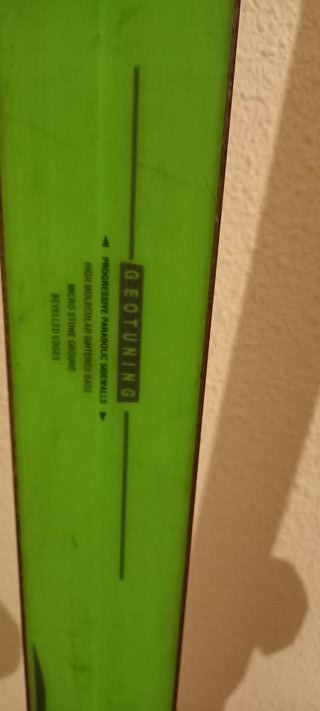 GEOTUNING
PROGRESSIVE PARABOLIC SIDEWALLS
HIGH MOLECULAR SINTERED BASE
MICRO STONE GROUND
BEVELLED EDGES